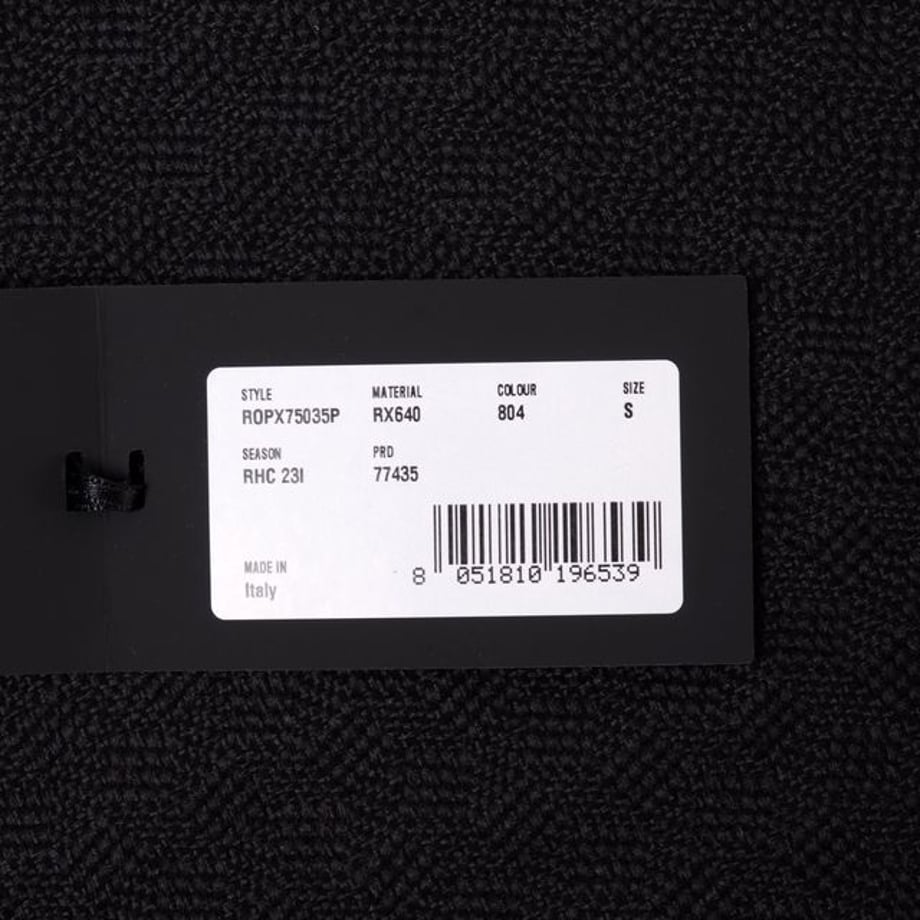 STYLE MATERIAL COLOUR SIZE
ROPX75035P RX640 804 S
SEASON PRD
RHC 23I 77435
MADE IN
Italy
8 051810 196539